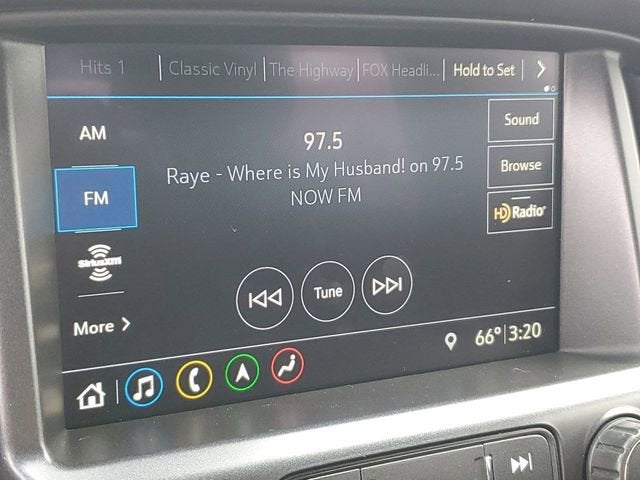 Hits 1 Classic Vinyl The Highway FOX Headli... Hold to Set
AM
97.5
Sound
Raye - Where is My Husband! on 97.5
NOW FM
Browse
FM
HD Radio
SiriusXM
Tune
More
66° 3:20